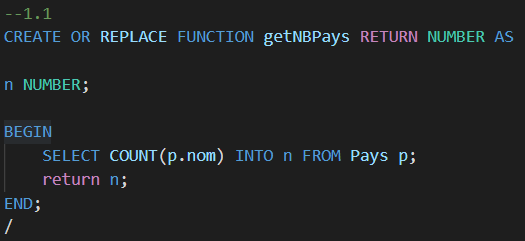 --1.1
CREATE OR REPLACE FUNCTION getNBPays RETURN NUMBER AS
n NUMBER;
BEGIN
SELECT COUNT(p.nom) INTO n FROM Pays p;
return n;
END;
/